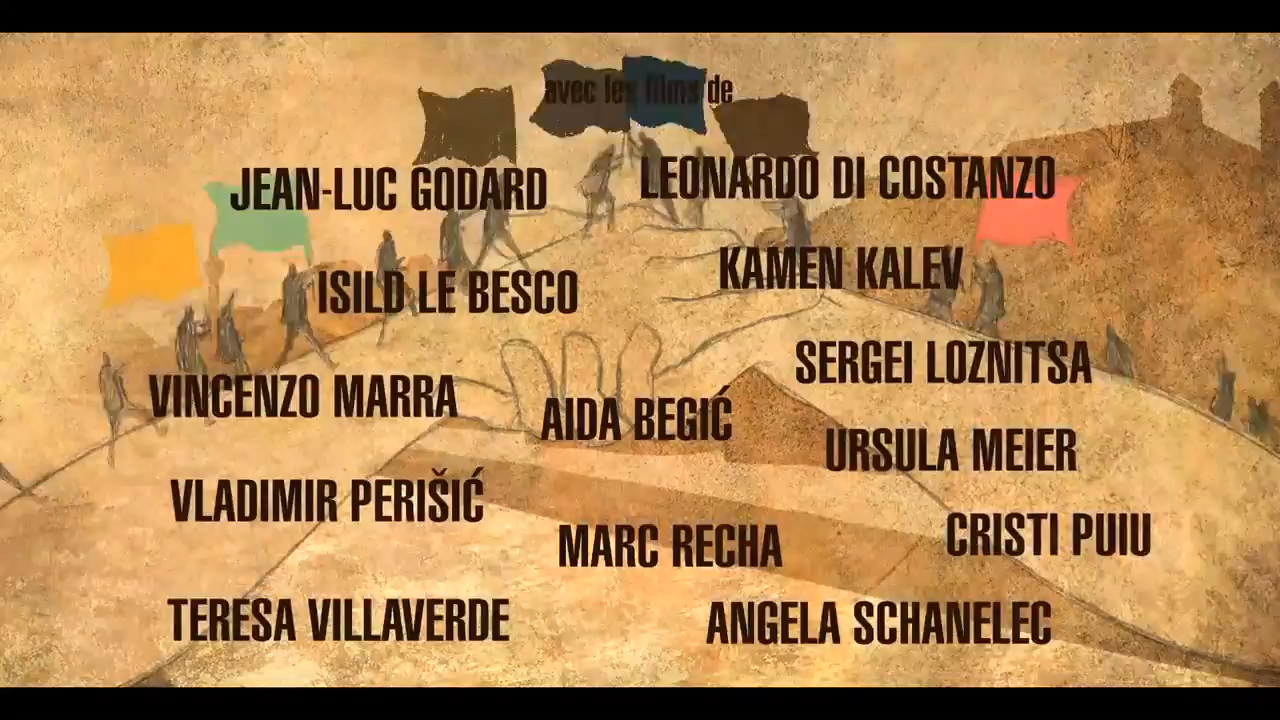 avec les films de
JEAN-LUC GODARD
LEONARDO DI COSTANZO
ISILD LE BESCO
KAMEN KALEV
VINCENZO MARRA
AIDA BEGIĆ
SERGEI LOZNITSA
URSULA MEIER
VLADIMIR PERIŠIĆ
MARC RECHA
CRISTI PUIU
TERESA VILLAVERDE
ANGELA SCHANELEC